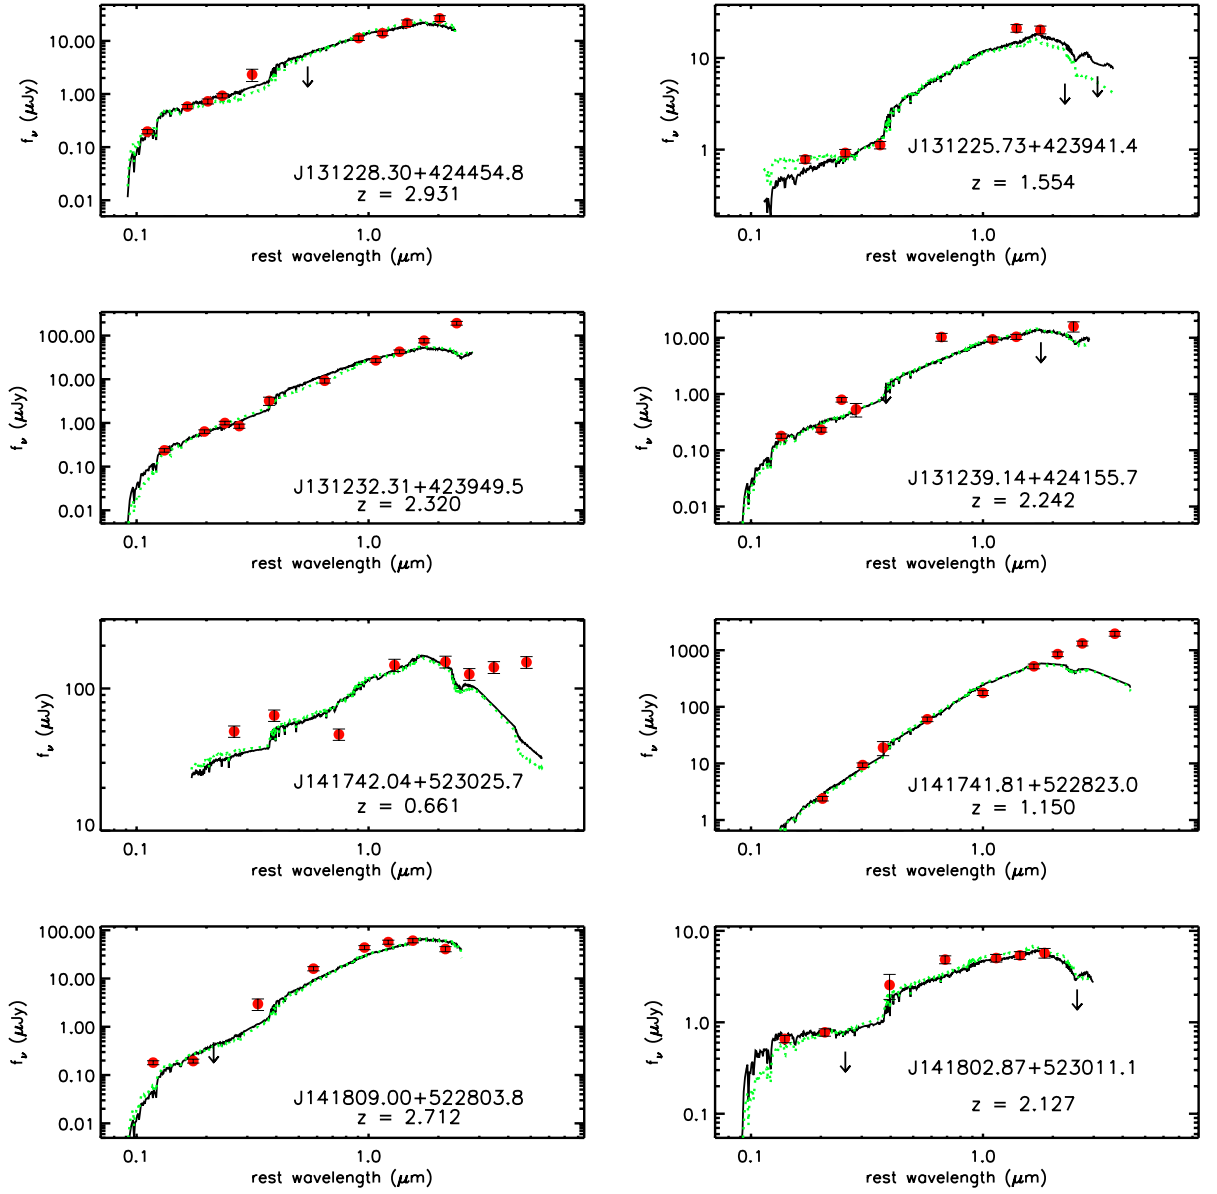 10.00
1.00
0.10
0.01
f_ν (μJy)
J131228.30+424454.8
z = 2.931
0.1
1.0
rest wavelength (μm)
10
1
f_ν (μJy)
J131225.73+423941.4
z = 1.554
0.1
1.0
rest wavelength (μm)
100.00
10.00
1.00
0.10
0.01
f_ν (μJy)
J131232.31+423949.5
z = 2.320
0.1
1.0
rest wavelength (μm)
10.00
1.00
0.10
0.01
f_ν (μJy)
J131239.14+424155.7
z = 2.242
0.1
1.0
rest wavelength (μm)
100
10
f_ν (μJy)
J141742.04+523025.7
z = 0.661
0.1
1.0
rest wavelength (μm)
1000
100
10
1
f_ν (μJy)
J141741.81+522823.0
z = 1.150
0.1
1.0
rest wavelength (μm)
100.00
10.00
1.00
0.10
0.01
f_ν (μJy)
J141809.00+522803.8
z = 2.712
0.1
1.0
rest wavelength (μm)
10.0
1.0
0.1
f_ν (μJy)
J141802.87+523011.1
z = 2.127
0.1
1.0
rest wavelength (μm)